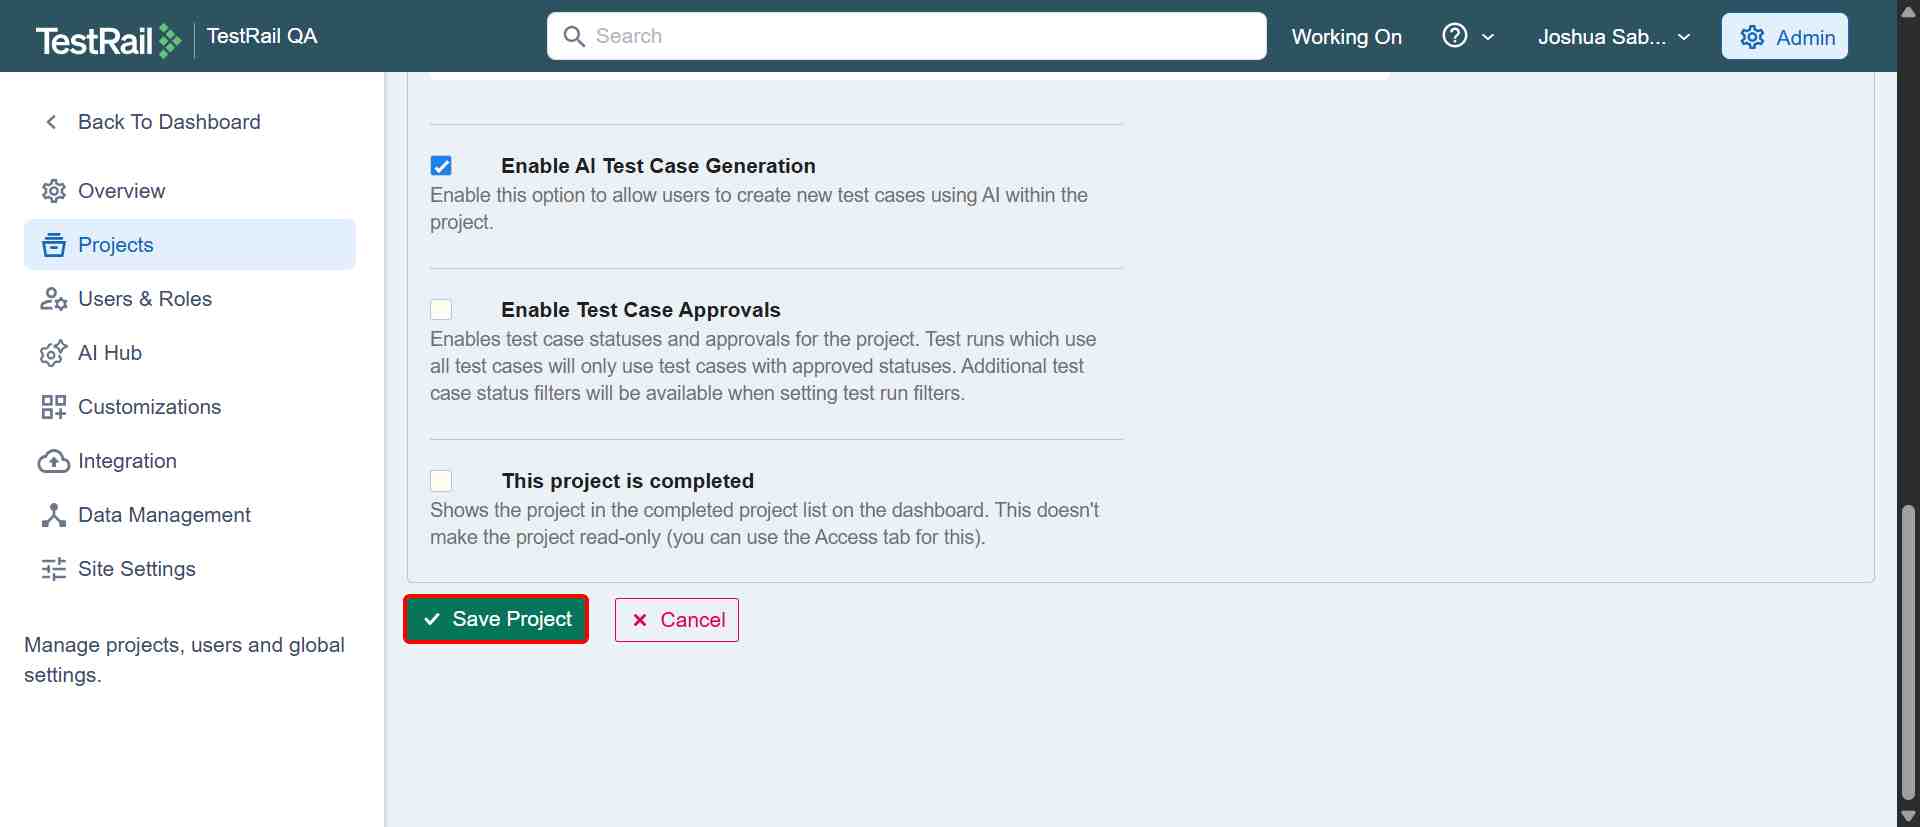 TestRail
TestRail QA
Search
Working On
Joshua Sab...
Admin
Back To Dashboard
Overview
Projects
Users & Roles
AI Hub
Customizations
Integration
Data Management
Site Settings
Manage projects, users and global
settings.
Enable AI Test Case Generation
Enable this option to allow users to create new test cases using AI within the
project.
Enable Test Case Approvals
Enables test case statuses and approvals for the project. Test runs which use
all test cases will only use test cases with approved statuses. Additional test
case status filters will be available when setting test run filters.
This project is completed
Shows the project in the completed project list on the dashboard. This doesn't
make the project read-only (you can use the Access tab for this).
Save Project
Cancel